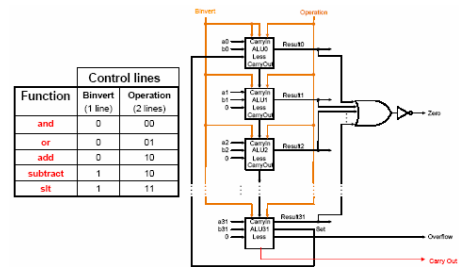 Control lines
Function Binvert Operation
(1 line) (2 lines)
and 0 00
or 0 01
add 0 10
subtract 1 10
slt 1 11
Binvert Operation
a0 CarryIn Result0
b0 ALU0
Less
CarryOut
a1 CarryIn Result1
b1 ALU1
0 Less
CarryOut
a2 CarryIn Result2
b2 ALU2
0 Less
CarryOut
Zero
a31 CarryIn Result31
b31 ALU31 Set
0 Less Overflow
Carry Out